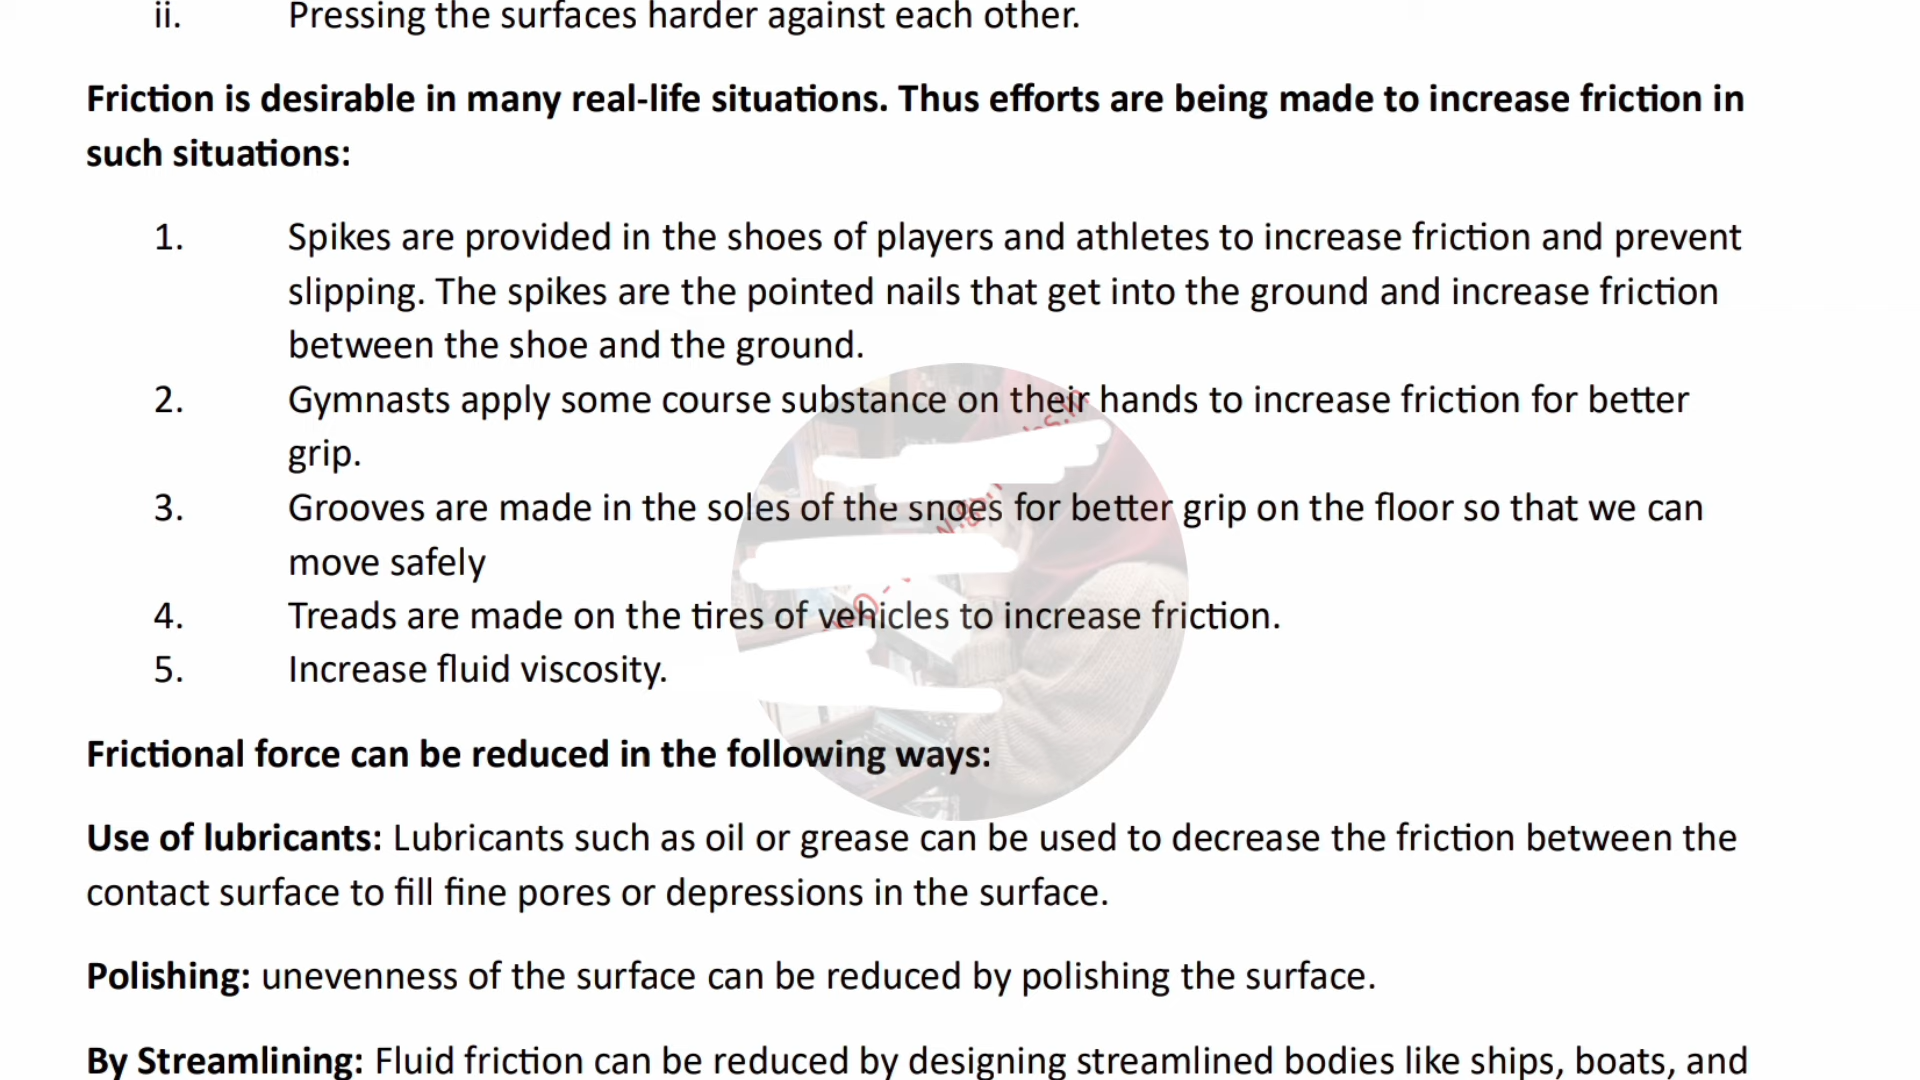 ii. Pressing the surfaces harder against each other.
Friction is desirable in many real-life situations. Thus efforts are being made to increase friction in
such situations:
1. Spikes are provided in the shoes of players and athletes to increase friction and prevent
slipping. The spikes are the pointed nails that get into the ground and increase friction
between the shoe and the ground.
2. Gymnasts apply some course substance on their hands to increase friction for better
grip.
3. Grooves are made in the soles of the shoes for better grip on the floor so that we can
move safely
4. Treads are made on the tires of vehicles to increase friction.
5. Increase fluid viscosity.
Frictional force can be reduced in the following ways:
Use of lubricants: Lubricants such as oil or grease can be used to decrease the friction between the
contact surface to fill fine pores or depressions in the surface.
Polishing: unevenness of the surface can be reduced by polishing the surface.
By Streamlining: Fluid friction can be reduced by designing streamlined bodies like ships, boats, and